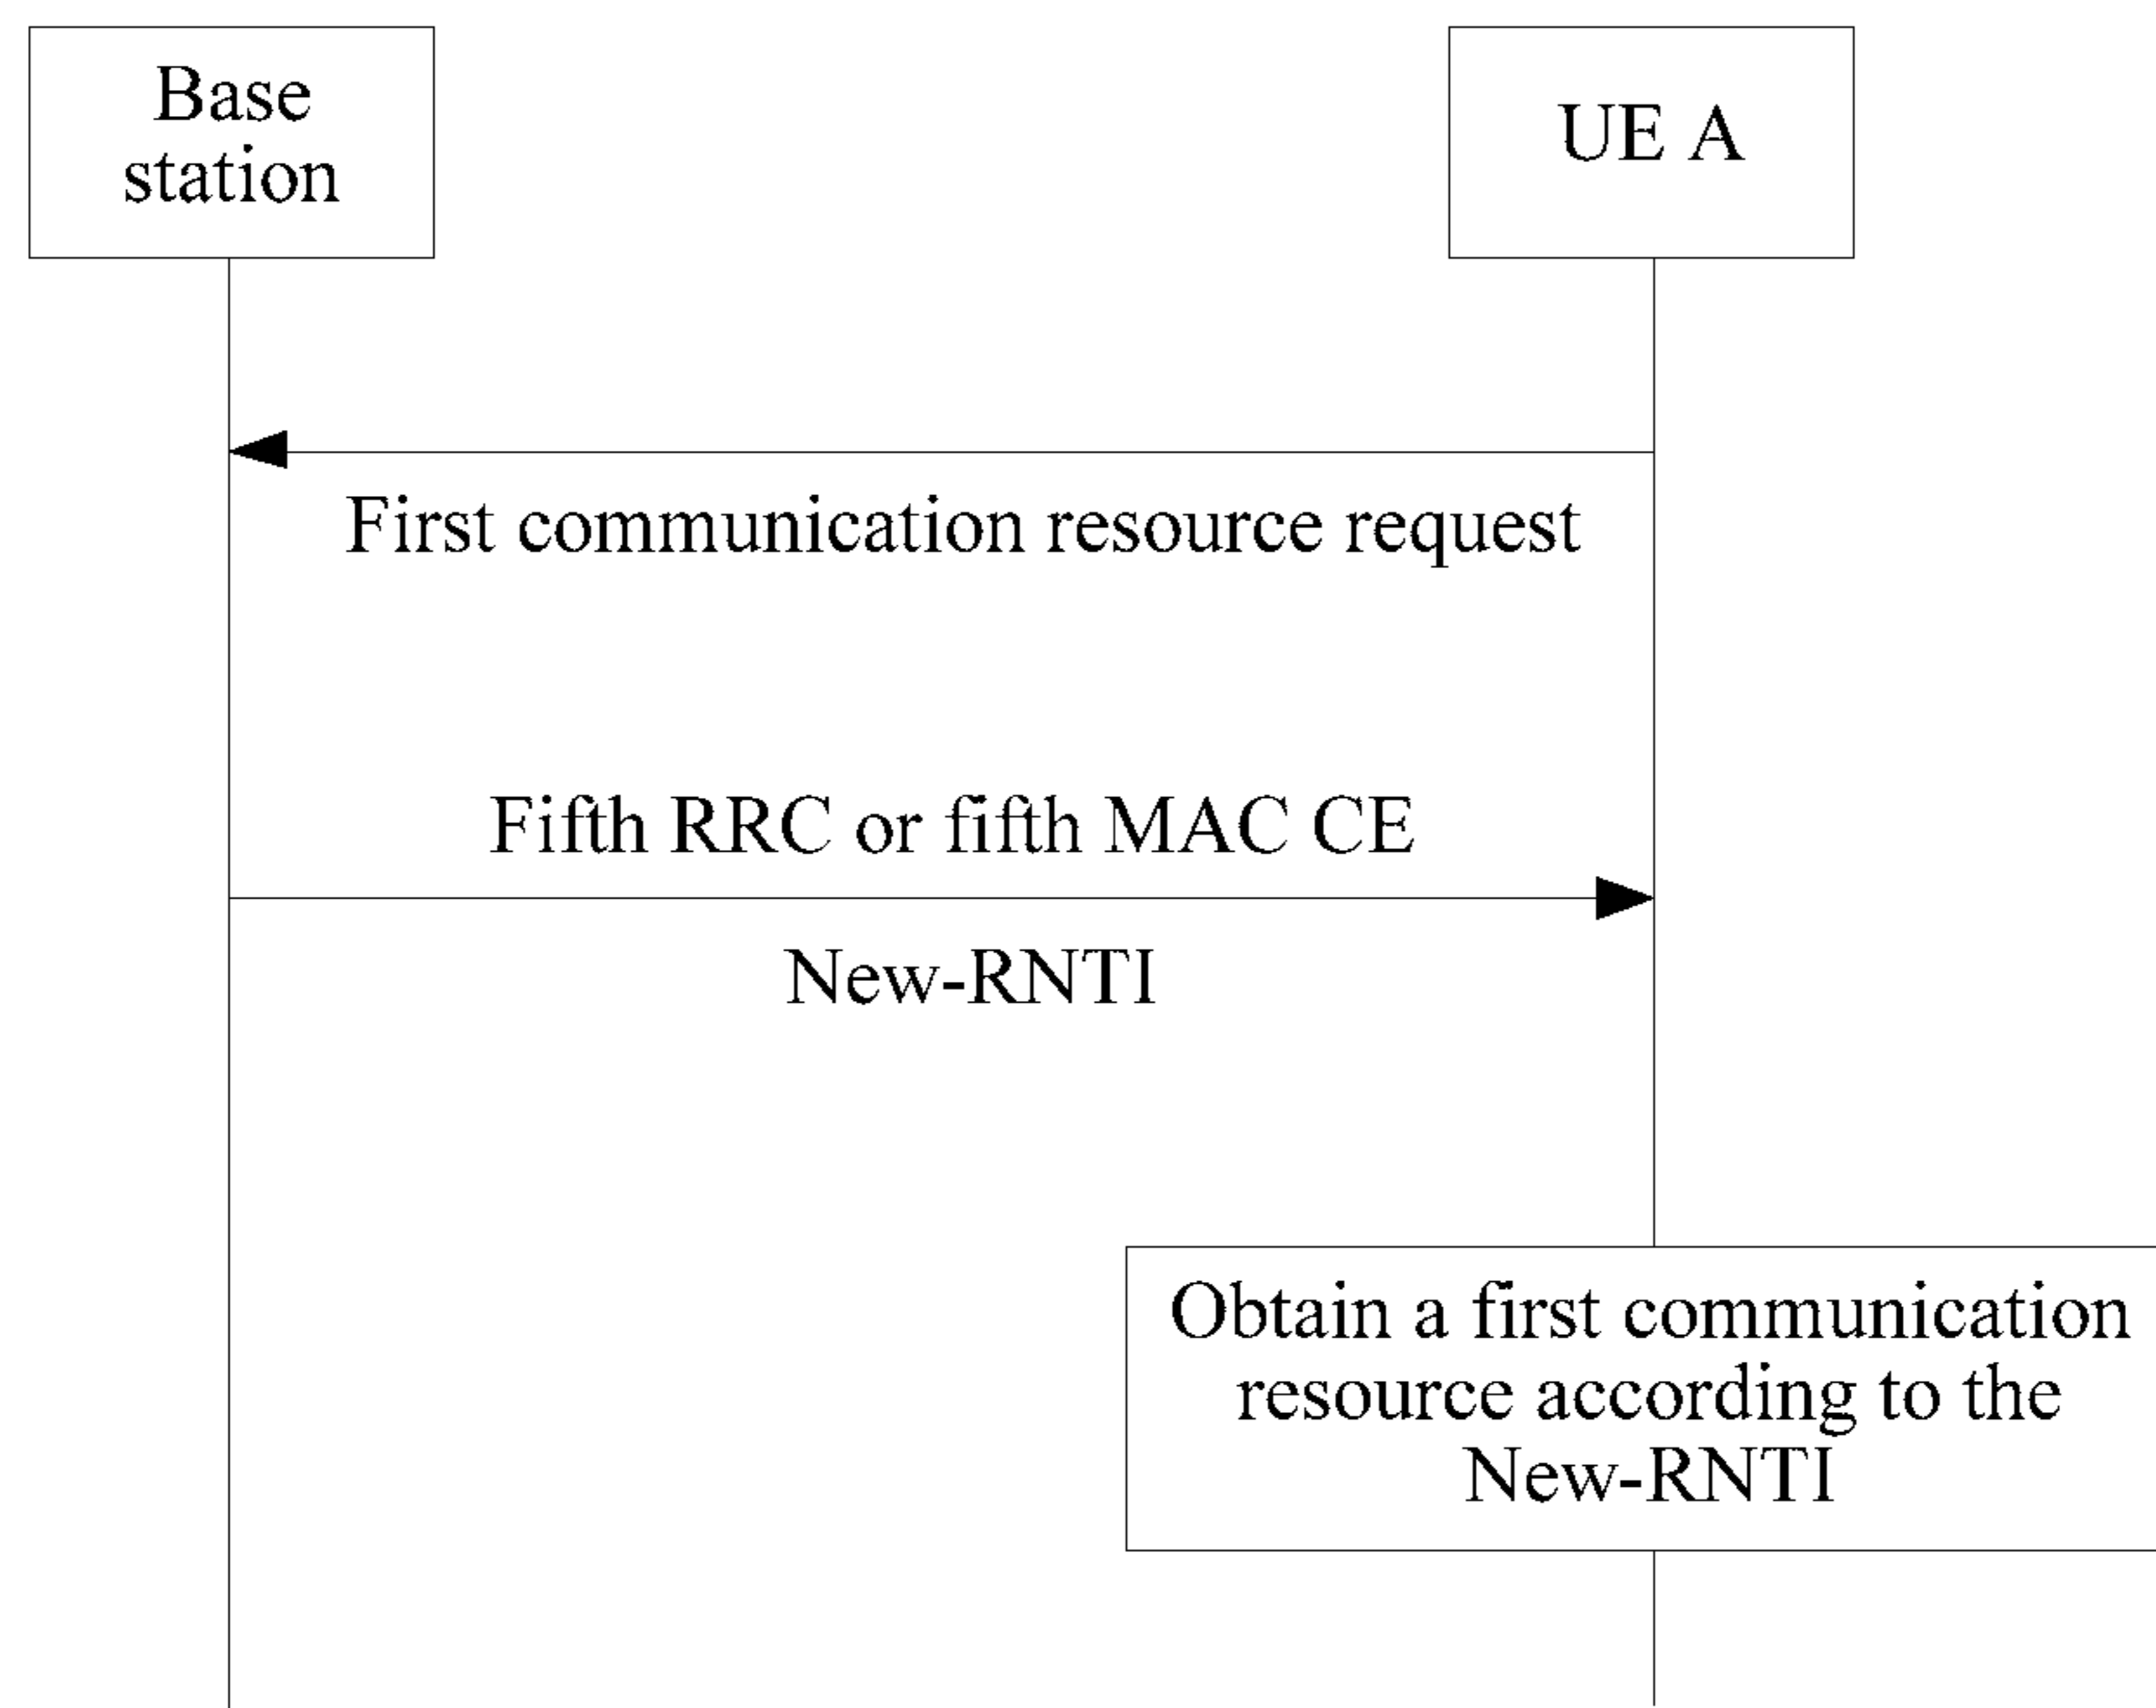 Base
station
UE A
First communication resource request
Fifth RRC or fifth MAC CE
New-RNTI
Obtain a first communication
resource according to the
New-RNTI